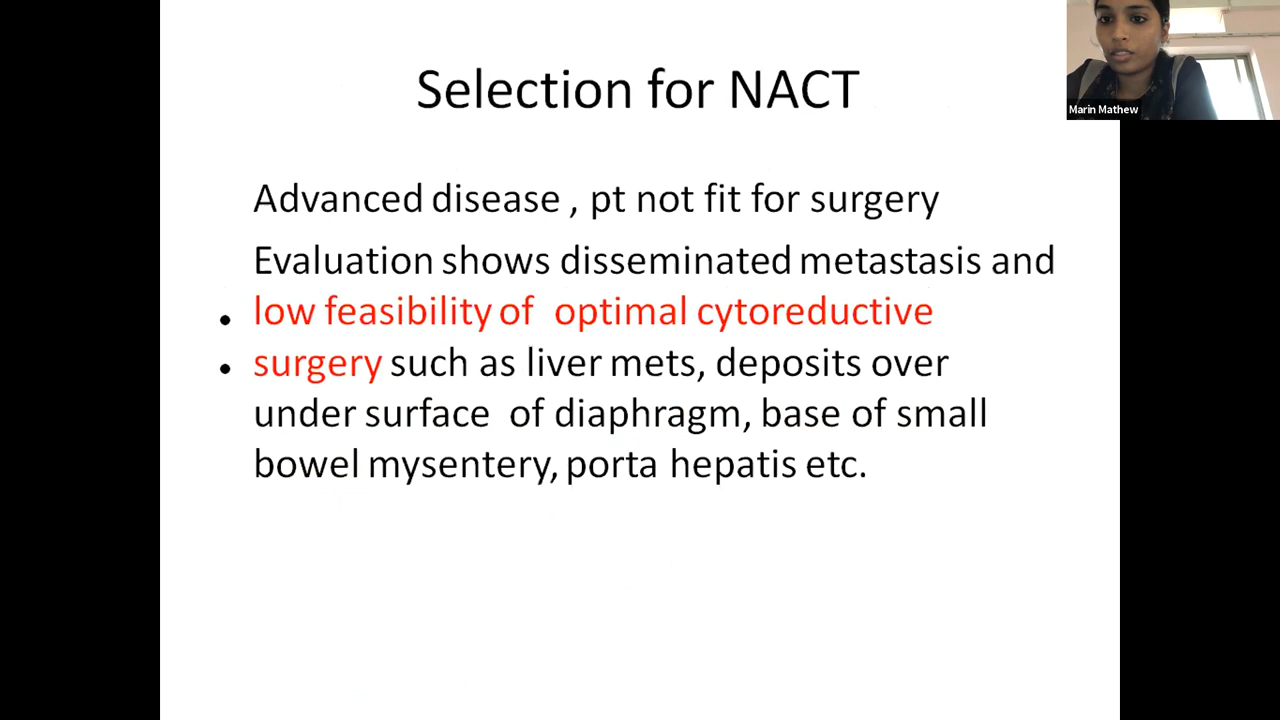 Selection for NACT
Marin Mathew
Advanced disease , pt not fit for surgery
Evaluation shows disseminated metastasis and
• low feasibility of optimal cytoreductive
• surgery such as liver mets, deposits over
under surface of diaphragm, base of small
bowel mysentery, porta hepatis etc.